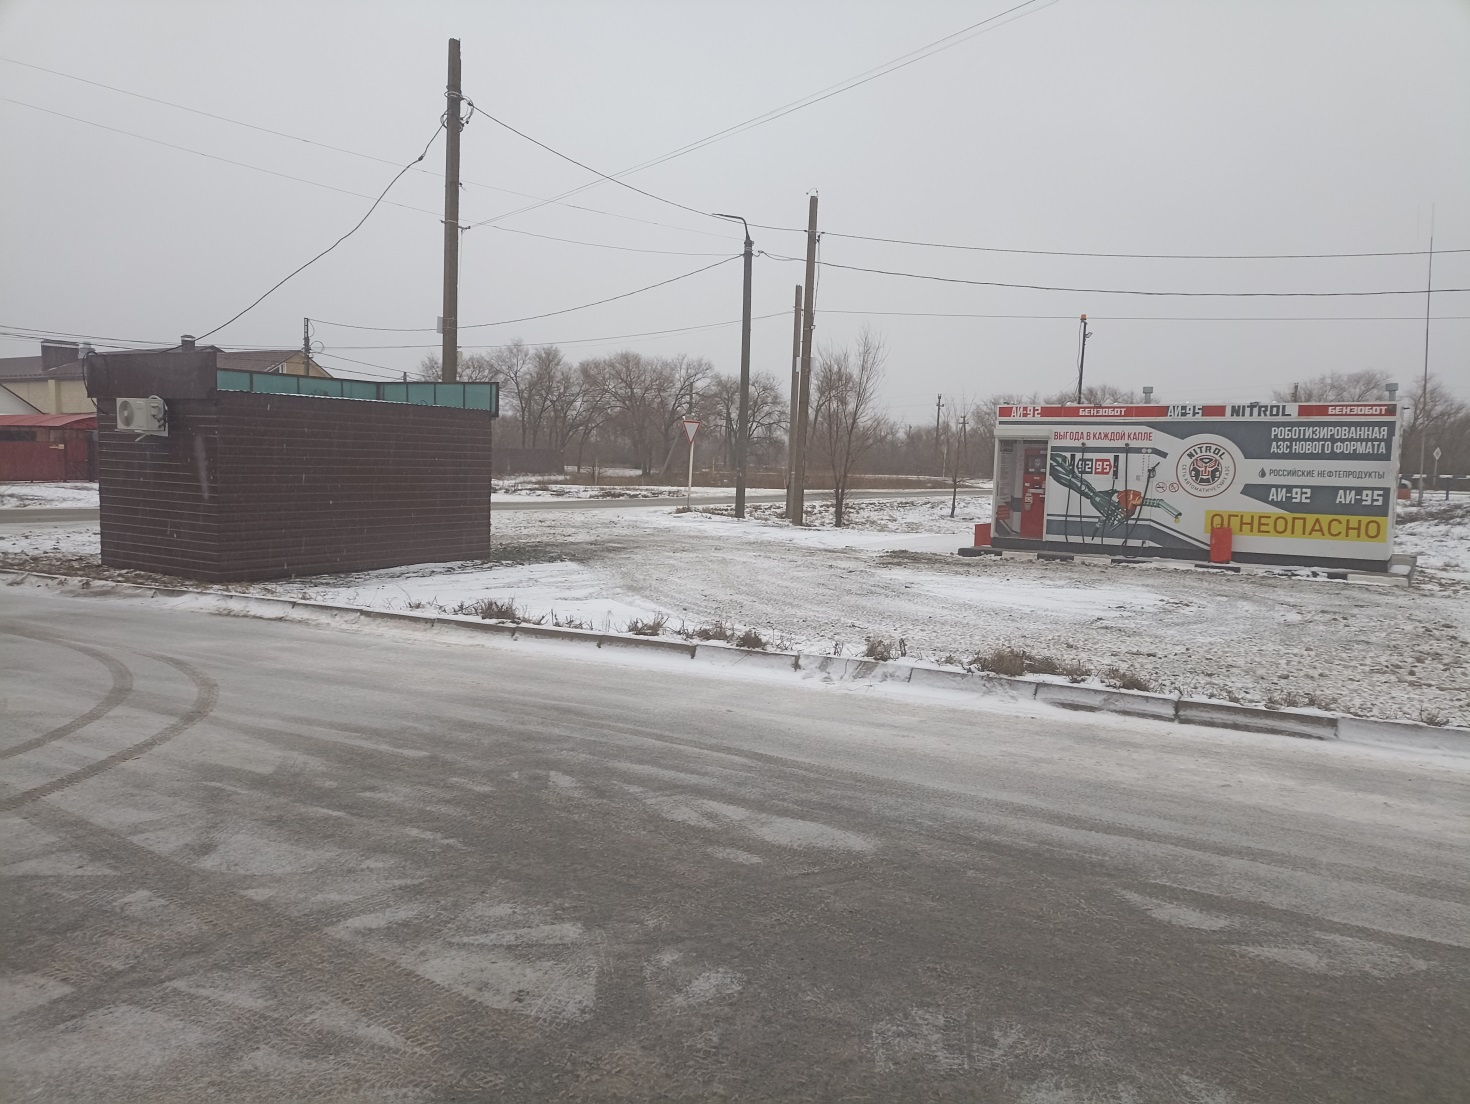 АИ-92 БЕНЗОБОТ АИ-95 NITROL БЕНЗОБОТ
ВЫГОДА В КАЖДОЙ КАПЛЕ
92 95
NITROL
РОБОТИЗИРОВАННАЯ
АЗС НОВОГО ФОРМАТА
РОССИЙСКИЕ НЕФТЕПРОДУКТЫ
АИ-92 АИ-95
ОГНЕОПАСНО